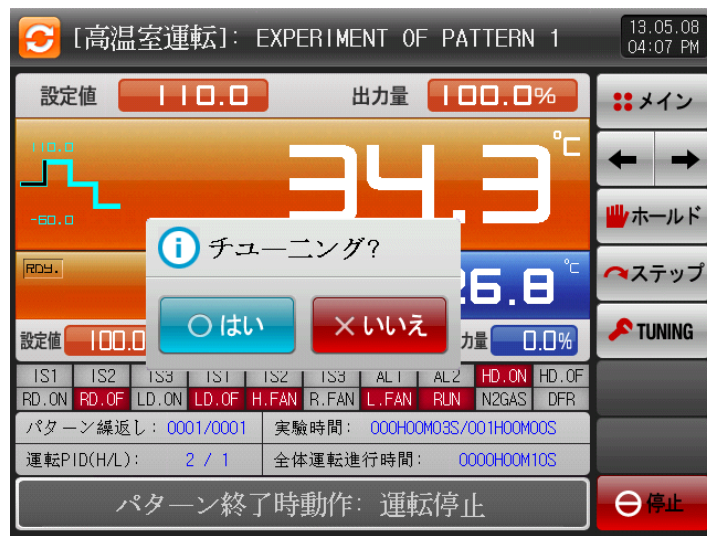 [高温室運転]: EXPERIMENT OF PATTERN 1
13.05.08
04:07 PM
設定値 110.0 出力量 100.0%
メイン
110.0
-60.0
34.3 ℃
ホールド
チューニング?
RDY.
26.8 ℃
ステップ
はい いいえ
設定値 100.0 力量 0.0%
TUNING
IS1 IS2 IS3 IS1 IS2 IS3 AL1 AL2 HD.ON HD.OF
RD.ON RD.OF LD.ON LD.OF H.FAN R.FAN L.FAN RUN N2GAS DFR
パターン繰返し: 0001/0001 実験時間: 000H00M03S/001H00M00S
運転PID(H/L): 2 / 1 全体運転進行時間: 0000H00M10S
パターン終了時動作: 運転停止
停止